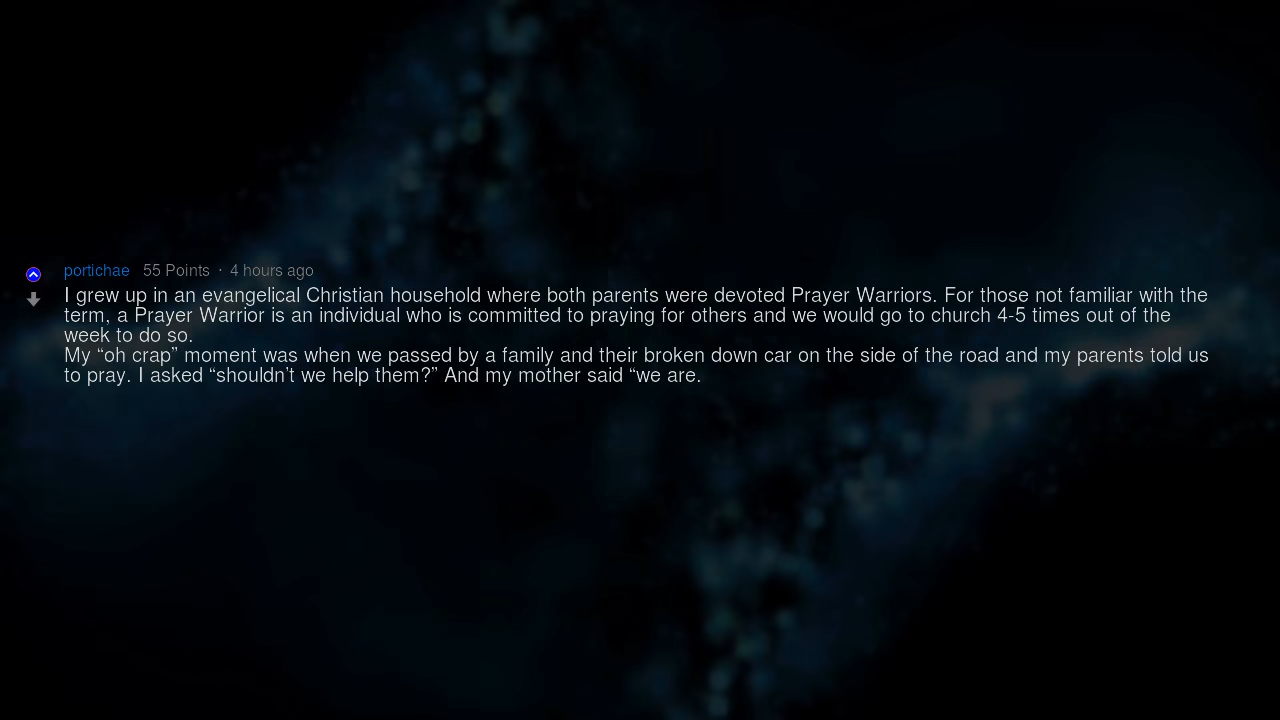 portichae 55 Points · 4 hours ago
I grew up in an evangelical Christian household where both parents were devoted Prayer Warriors. For those not familiar with the
term, a Prayer Warrior is an individual who is committed to praying for others and we would go to church 4-5 times out of the
week to do so.
My “oh crap” moment was when we passed by a family and their broken down car on the side of the road and my parents told us
to pray. I asked “shouldn’t we help them?” And my mother said “we are.